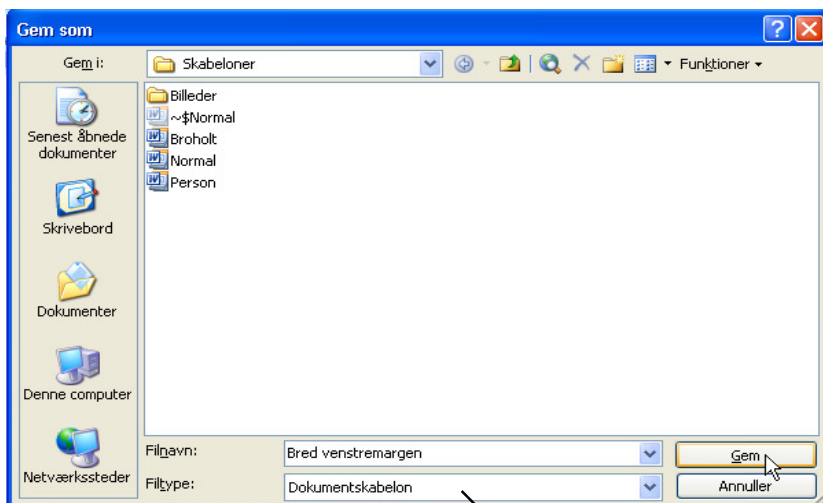 Gem som
Gem i:
Skabeloner
Funktioner
Senest åbnede
dokumenter
Skrivebord
Dokumenter
Denne computer
Netværkssteder
Billeder
~$Normal
Broholt
Normal
Person
Filnavn:
Bred venstremargen
Gem
Filtype:
Dokumentskabelon
Annuller